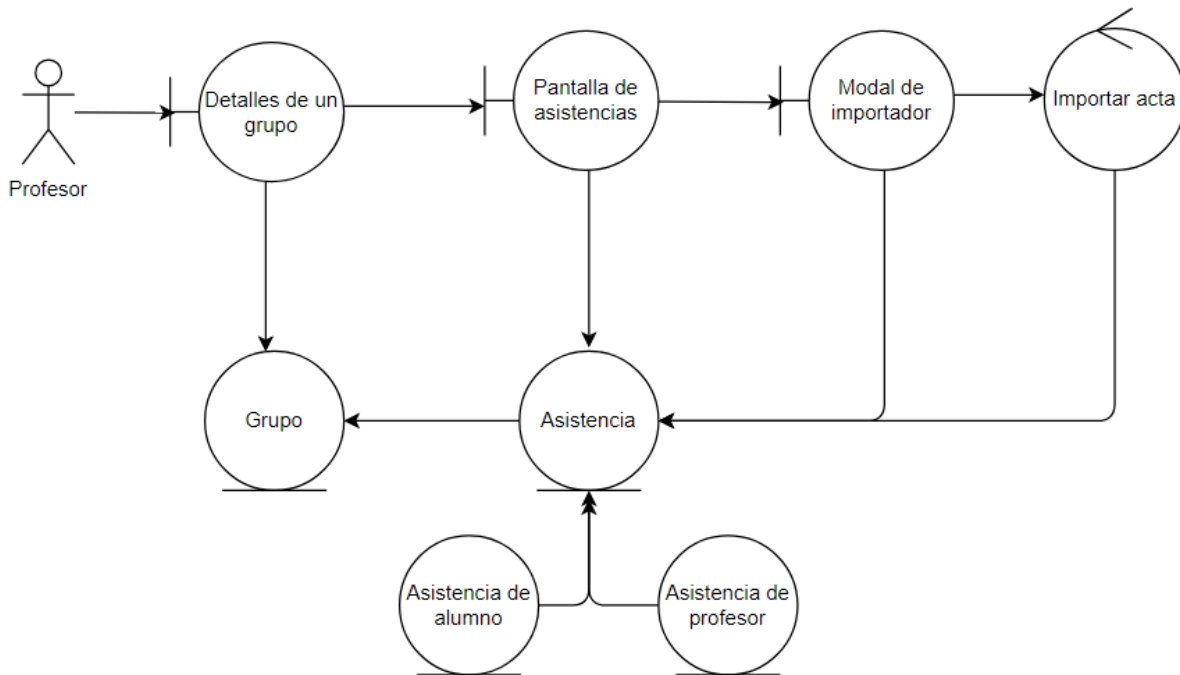 Profesor
Detalles de un
grupo
Pantalla de
asistencias
Modal de
importador
Importar acta
Grupo
Asistencia
Asistencia de
alumno
Asistencia de
profesor